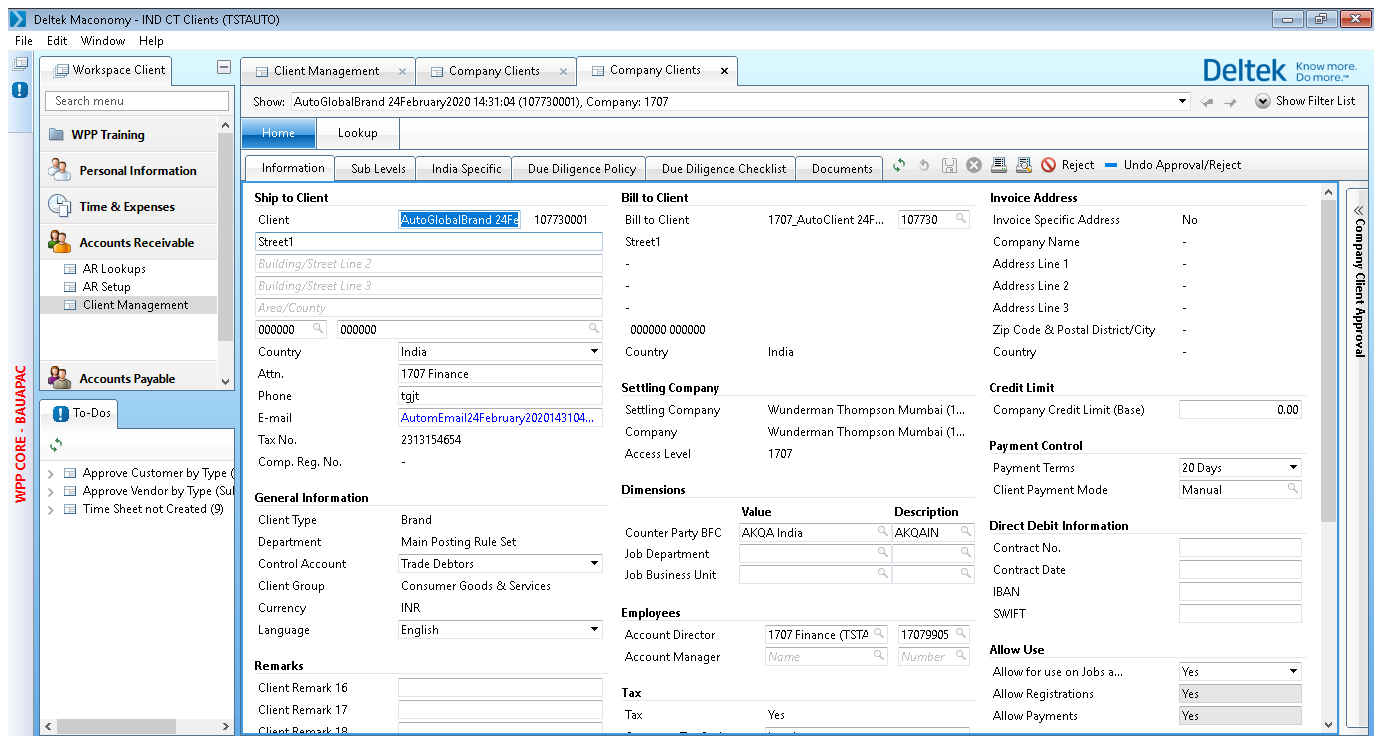 Deltek Maconomy - IND CT Clients (TSTAUTO)
File Edit Window Help
Workspace Client
Search menu
WPP Training
Personal Information
Time & Expenses
Accounts Receivable
AR Lookups
AR Setup
Client Management
Accounts Payable
To-Dos
Approve Customer by Type (
Approve Vendor by Type (Sul
Time Sheet not Created (9)
WPP CORE - BAUAPAC
Client Management
Company Clients
Company Clients
Deltek Know more. Do more.™
Show: AutoGlobalBrand 24February2020 14:31:04 (107730001), Company: 1707
Show Filter List
Home Lookup
Information Sub Levels India Specific Due Diligence Policy Due Diligence Checklist Documents Reject Undo Approval/Reject
Ship to Client
Client AutoGlobalBrand 24Fe 107730001
Street1
Building/Street Line 2
Building/Street Line 3
Area/County
000000 000000
Country India
Attn. 1707 Finance
Phone tgjt
E-mail AutomEmail24February2020143104...
Tax No. 2313154654
Comp. Reg. No. -
General Information
Client Type Brand
Department Main Posting Rule Set
Control Account Trade Debtors
Client Group Consumer Goods & Services
Currency INR
Language English
Remarks
Client Remark 16
Client Remark 17
Client Remark 18
Bill to Client
Bill to Client 1707_AutoClient 24F... 107730
Street1
-
-
-
000000 000000
Country India
Settling Company
Settling Company Wunderman Thompson Mumbai (1...
Company Wunderman Thompson Mumbai (1...
Access Level 1707
Dimensions
Value Description
Counter Party BFC AKQA India AKQAIN
Job Department
Job Business Unit
Employees
Account Director 1707 Finance (TSTA 17079905
Account Manager Name Number
Tax
Tax Yes
Invoice Address
Invoice Specific Address No
Company Name -
Address Line 1 -
Address Line 2 -
Address Line 3 -
Zip Code & Postal District/City -
Country -
Credit Limit
Company Credit Limit (Base) 0.00
Payment Control
Payment Terms 20 Days
Client Payment Mode Manual
Direct Debit Information
Contract No.
Contract Date
IBAN
SWIFT
Allow Use
Allow for use on Jobs a... Yes
Allow Registrations Yes
Allow Payments Yes
Company Client Approval